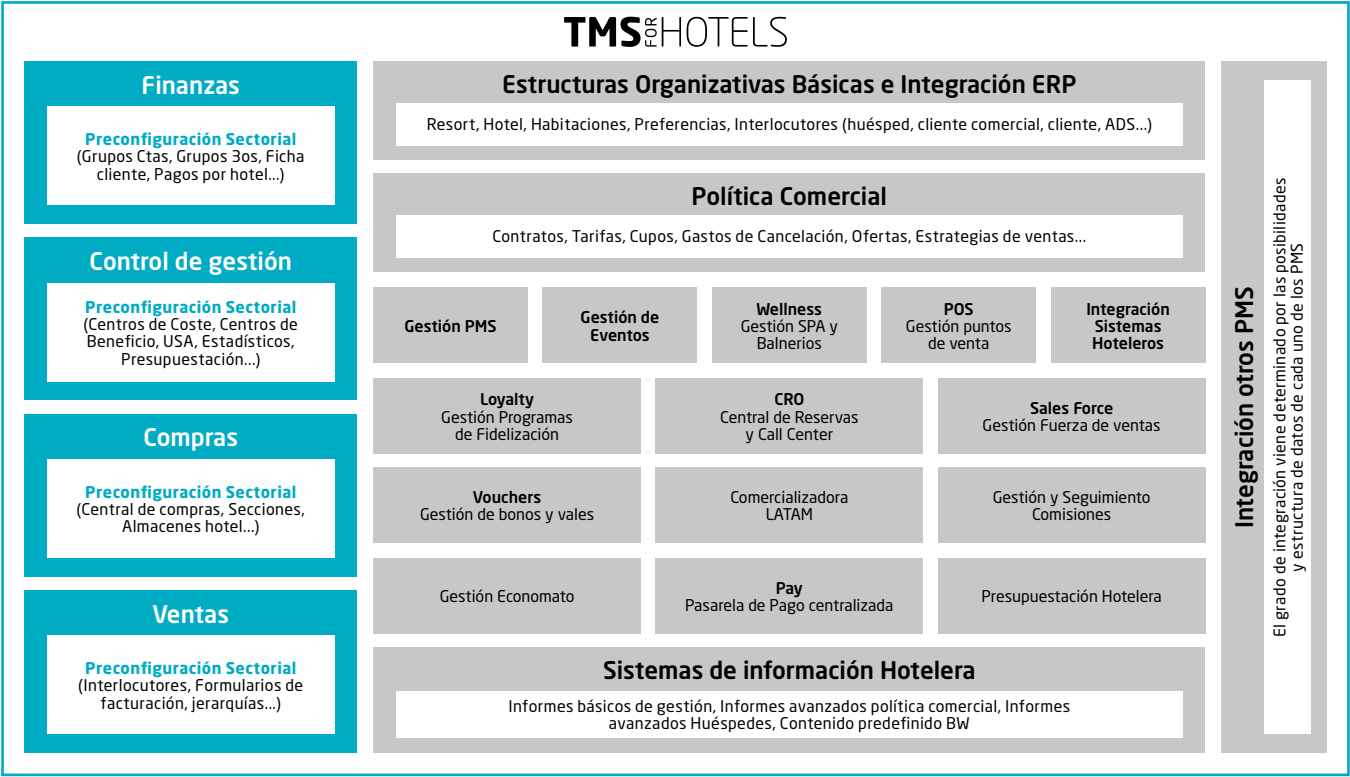 TMS FOR HOTELS
Finanzas
Preconfiguración Sectorial
(Grupos Ctas, Grupos 3os, Ficha
cliente, Pagos por hotel...)
Control de gestión
Preconfiguración Sectorial
(Centros de Coste, Centros de
Beneficio, USA, Estadísticos,
Presupuestación...)
Compras
Preconfiguración Sectorial
(Central de compras, Secciones,
Almacenes hotel...)
Ventas
Preconfiguración Sectorial
(Interlocutores, Formularios de
facturación, jerarquías...)
Estructuras Organizativas Básicas e Integración ERP
Resort, Hotel, Habitaciones, Preferencias, Interlocutores (huésped, cliente comercial, cliente, ADS...)
Política Comercial
Contratos, Tarifas, Cupos, Gastos de Cancelación, Ofertas, Estrategias de ventas...
Gestión PMS
Gestión de
Eventos
Wellness
Gestión SPA y
Balnerios
POS
Gestión puntos
de venta
Integración
Sistemas
Hoteleros
Loyalty
Gestión Programas
de Fidelización
CRO
Central de Reservas
y Call Center
Sales Force
Gestión Fuerza de ventas
Vouchers
Gestión de bonos y vales
Comercializadora
LATAM
Gestión y Seguimiento
Comisiones
Gestión Economato
Pay
Pasarela de Pago centralizada
Presupuestación Hotelera
Sistemas de información Hotelera
Informes básicos de gestión, Informes avanzados política comercial, Informes
avanzados Huéspedes, Contenido predefinido BW
Integración otros PMS
El grado de integración viene determinado por las posibilidades
y estructura de datos de cada uno de los PMS